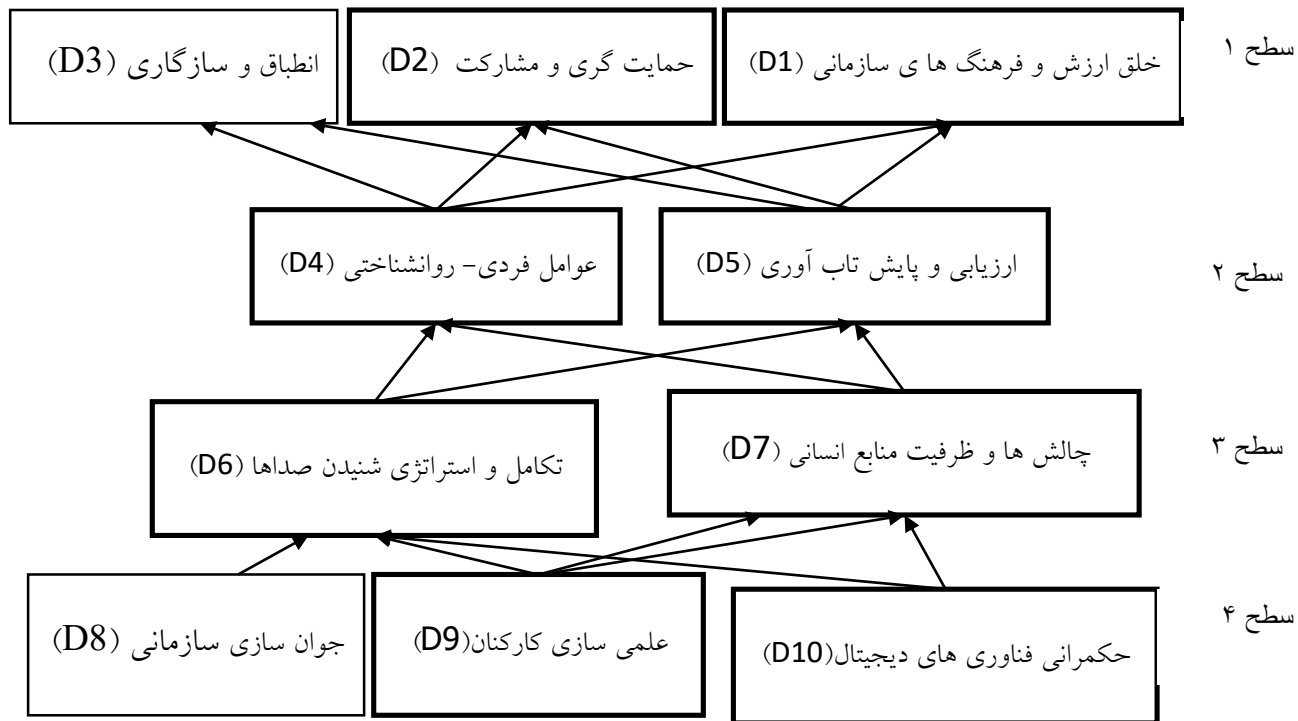 سطح ۱
خلق ارزش و فرهنگ ها ی سازمانی (D1)
حمایت گری و مشارکت (D2)
انطباق و سازگاری (D3)
سطح ۲
ارزیابی و پایش تاب آوری (D5)
عوامل فردی- روانشناختی (D4)
سطح ۳
چالش ها و ظرفیت منابع انسانی (D7)
تکامل و استراتژی شنیدن صداها (D6)
سطح ۴
حکمرانی فناوری های دیجیتال(D10)
علمی سازی کارکنان(D9)
جوان سازی سازمانی (D8)